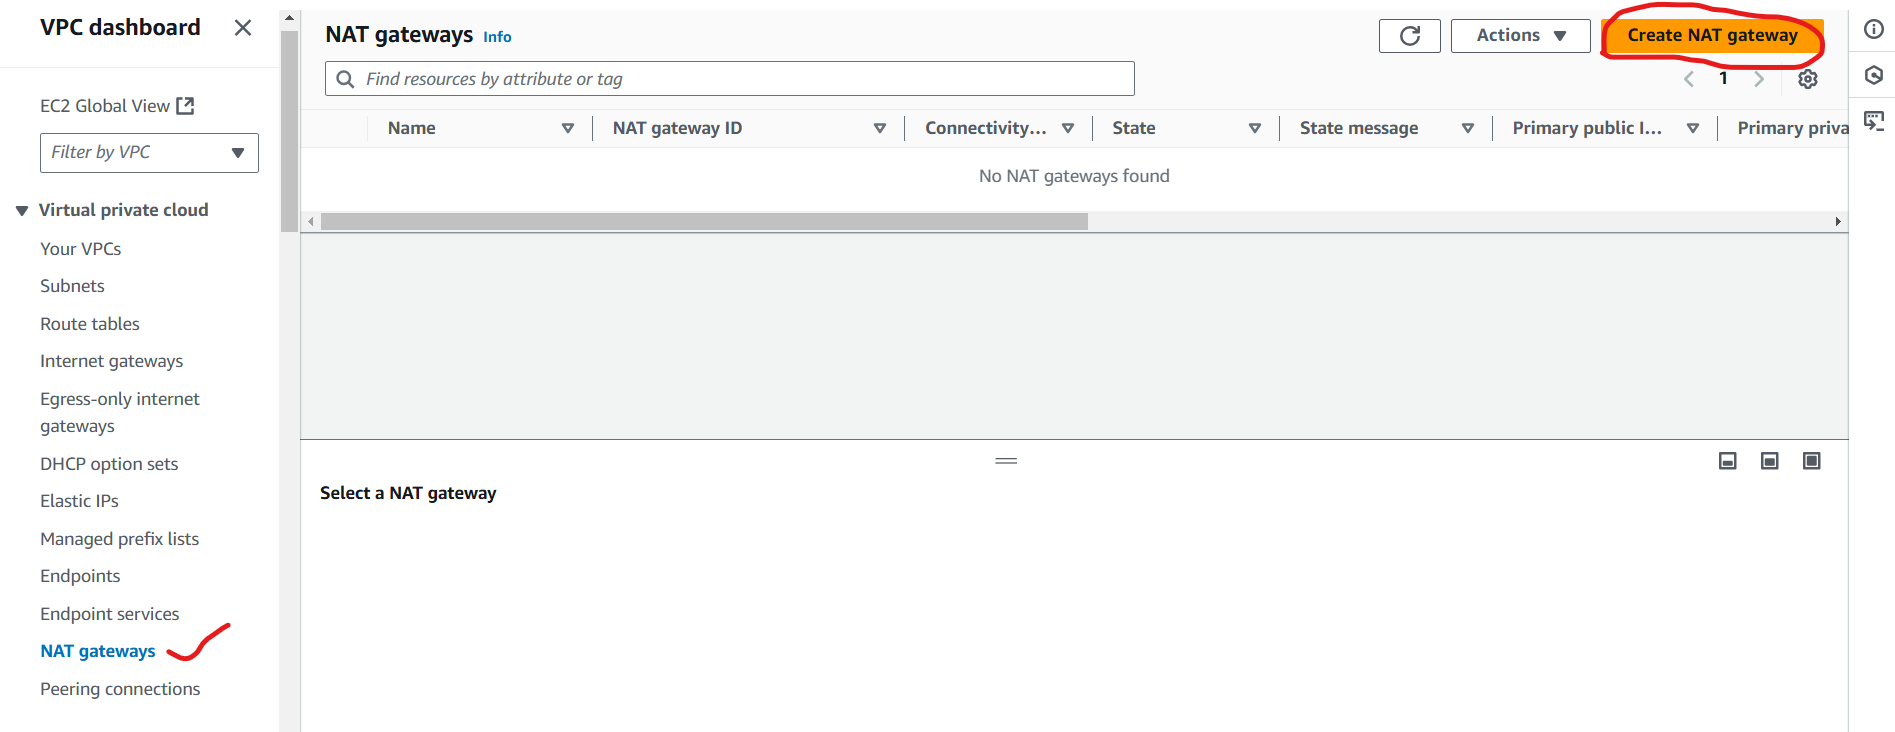 VPC dashboard
EC2 Global View
Filter by VPC
Virtual private cloud
Your VPCs
Subnets
Route tables
Internet gateways
Egress-only internet
gateways
DHCP option sets
Elastic IPs
Managed prefix lists
Endpoints
Endpoint services
NAT gateways
Peering connections
NAT gateways Info
Actions
Create NAT gateway
Find resources by attribute or tag
1
Name NAT gateway ID Connectivity... State State message Primary public I... Primary priva
No NAT gateways found
Select a NAT gateway